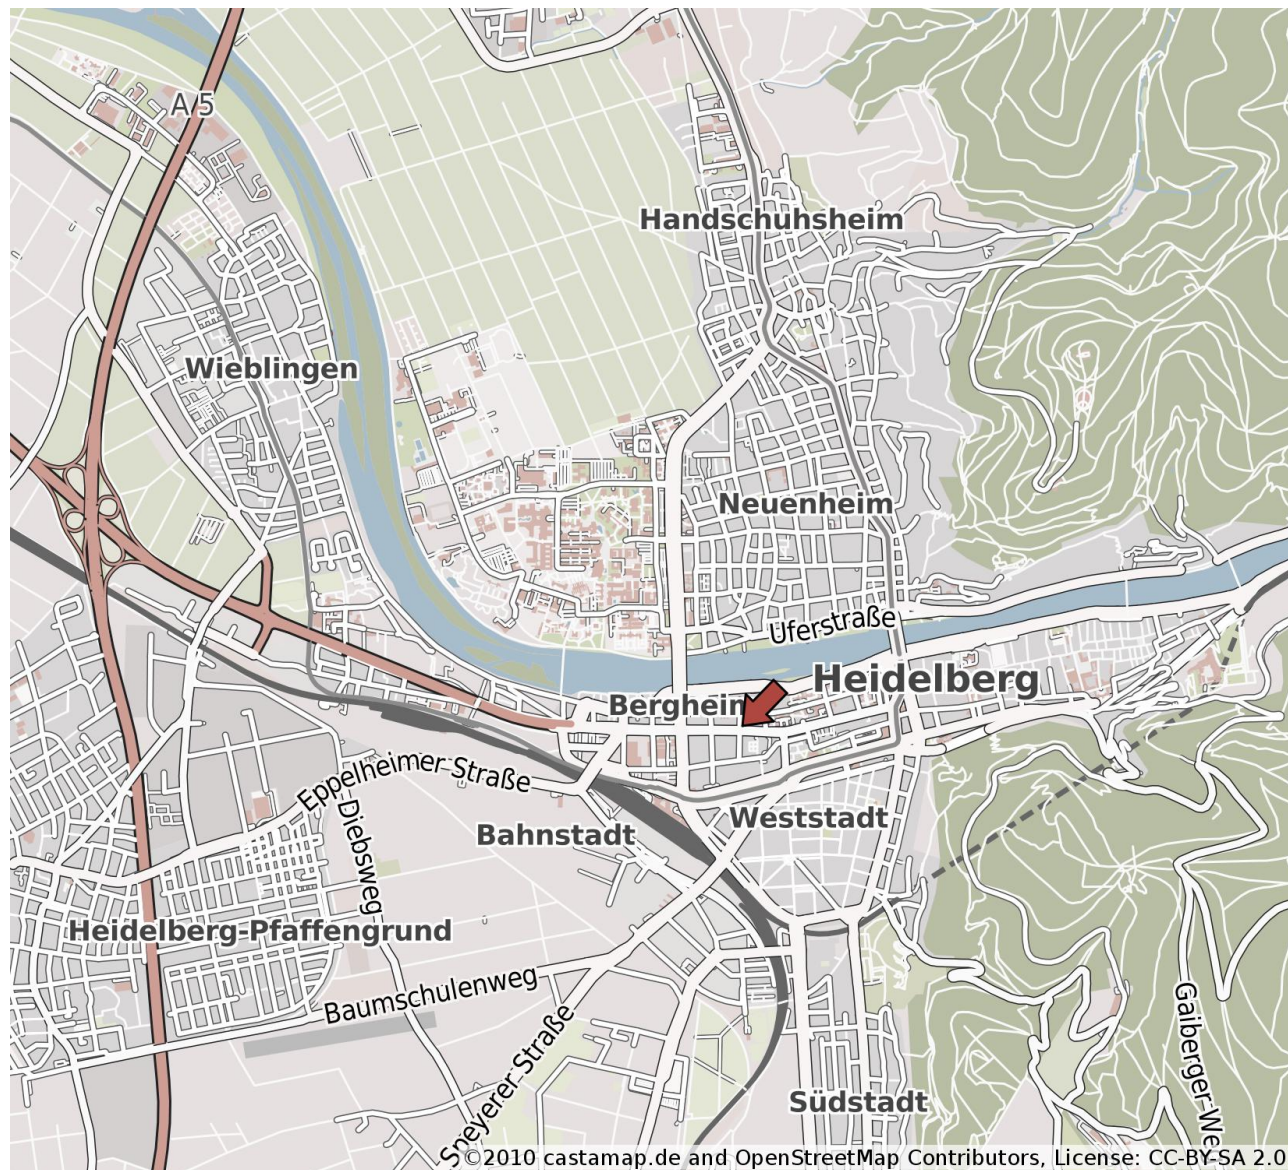 A 5
Handschuhsheim
Wieblingen
Neuenheim
Uferstraße
Heidelberg
Bergheim
Eppelheimer Straße
Weststadt
Bahnstadt
Diebsweg
Heidelberg-Pfaffengrund
Baumschulenweg
Speyerer Straße
Gaiberger We
Südstadt
©2010 castamap.de and OpenStreetMap Contributors, License: CC-BY-SA 2.0